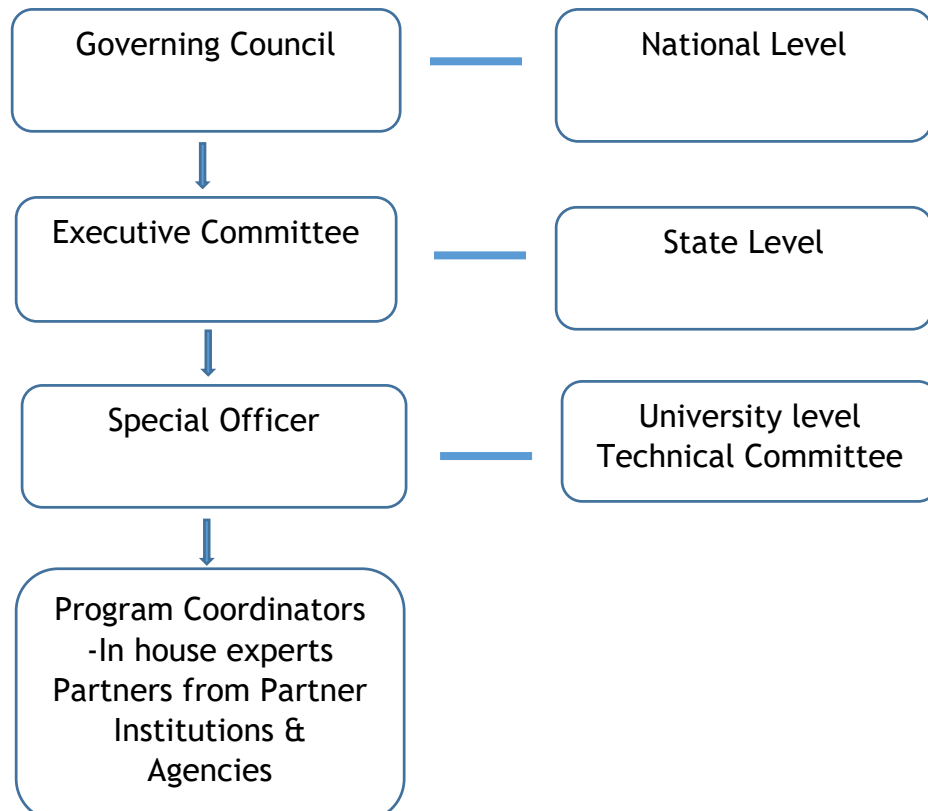 Governing Council
National Level
Executive Committee
State Level
Special Officer
University level
Technical Committee
Program Coordinators
-In house experts
Partners from Partner
Institutions &
Agencies